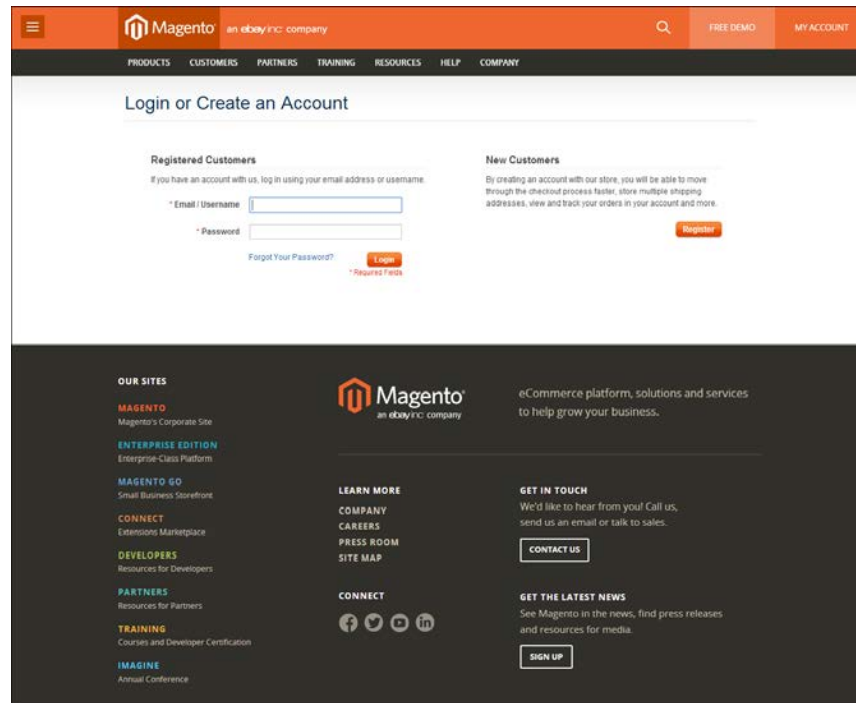 Magento® an ebay inc company
FREE DEMO
MY ACCOUNT
PRODUCTS CUSTOMERS PARTNERS TRAINING RESOURCES HELP COMPANY
Login or Create an Account
Registered Customers
If you have an account with us, log in using your email address or username.
* Email / Username
* Password
Forgot Your Password?
Login
* Required Fields
New Customers
By creating an account with our store, you will be able to move
through the checkout process faster, store multiple shipping
addresses, view and track your orders in your account and more.
Register
OUR SITES
MAGENTO
Magento's Corporate Site
ENTERPRISE EDITION
Enterprise-Class Platform
MAGENTO GO
Small Business Storefront
CONNECT
Extensions Marketplace
DEVELOPERS
Resources for Developers
PARTNERS
Resources for Partners
TRAINING
Courses and Developer Certification
IMAGINE
Annual Conference
Magento®
an ebay inc company
eCommerce platform, solutions and services
to help grow your business.
LEARN MORE
COMPANY
CAREERS
PRESS ROOM
SITE MAP
CONNECT
GET IN TOUCH
We'd like to hear from you! Call us,
send us an email or talk to sales.
CONTACT US
GET THE LATEST NEWS
See Magento in the news, find press releases
and resources for media.
SIGN UP